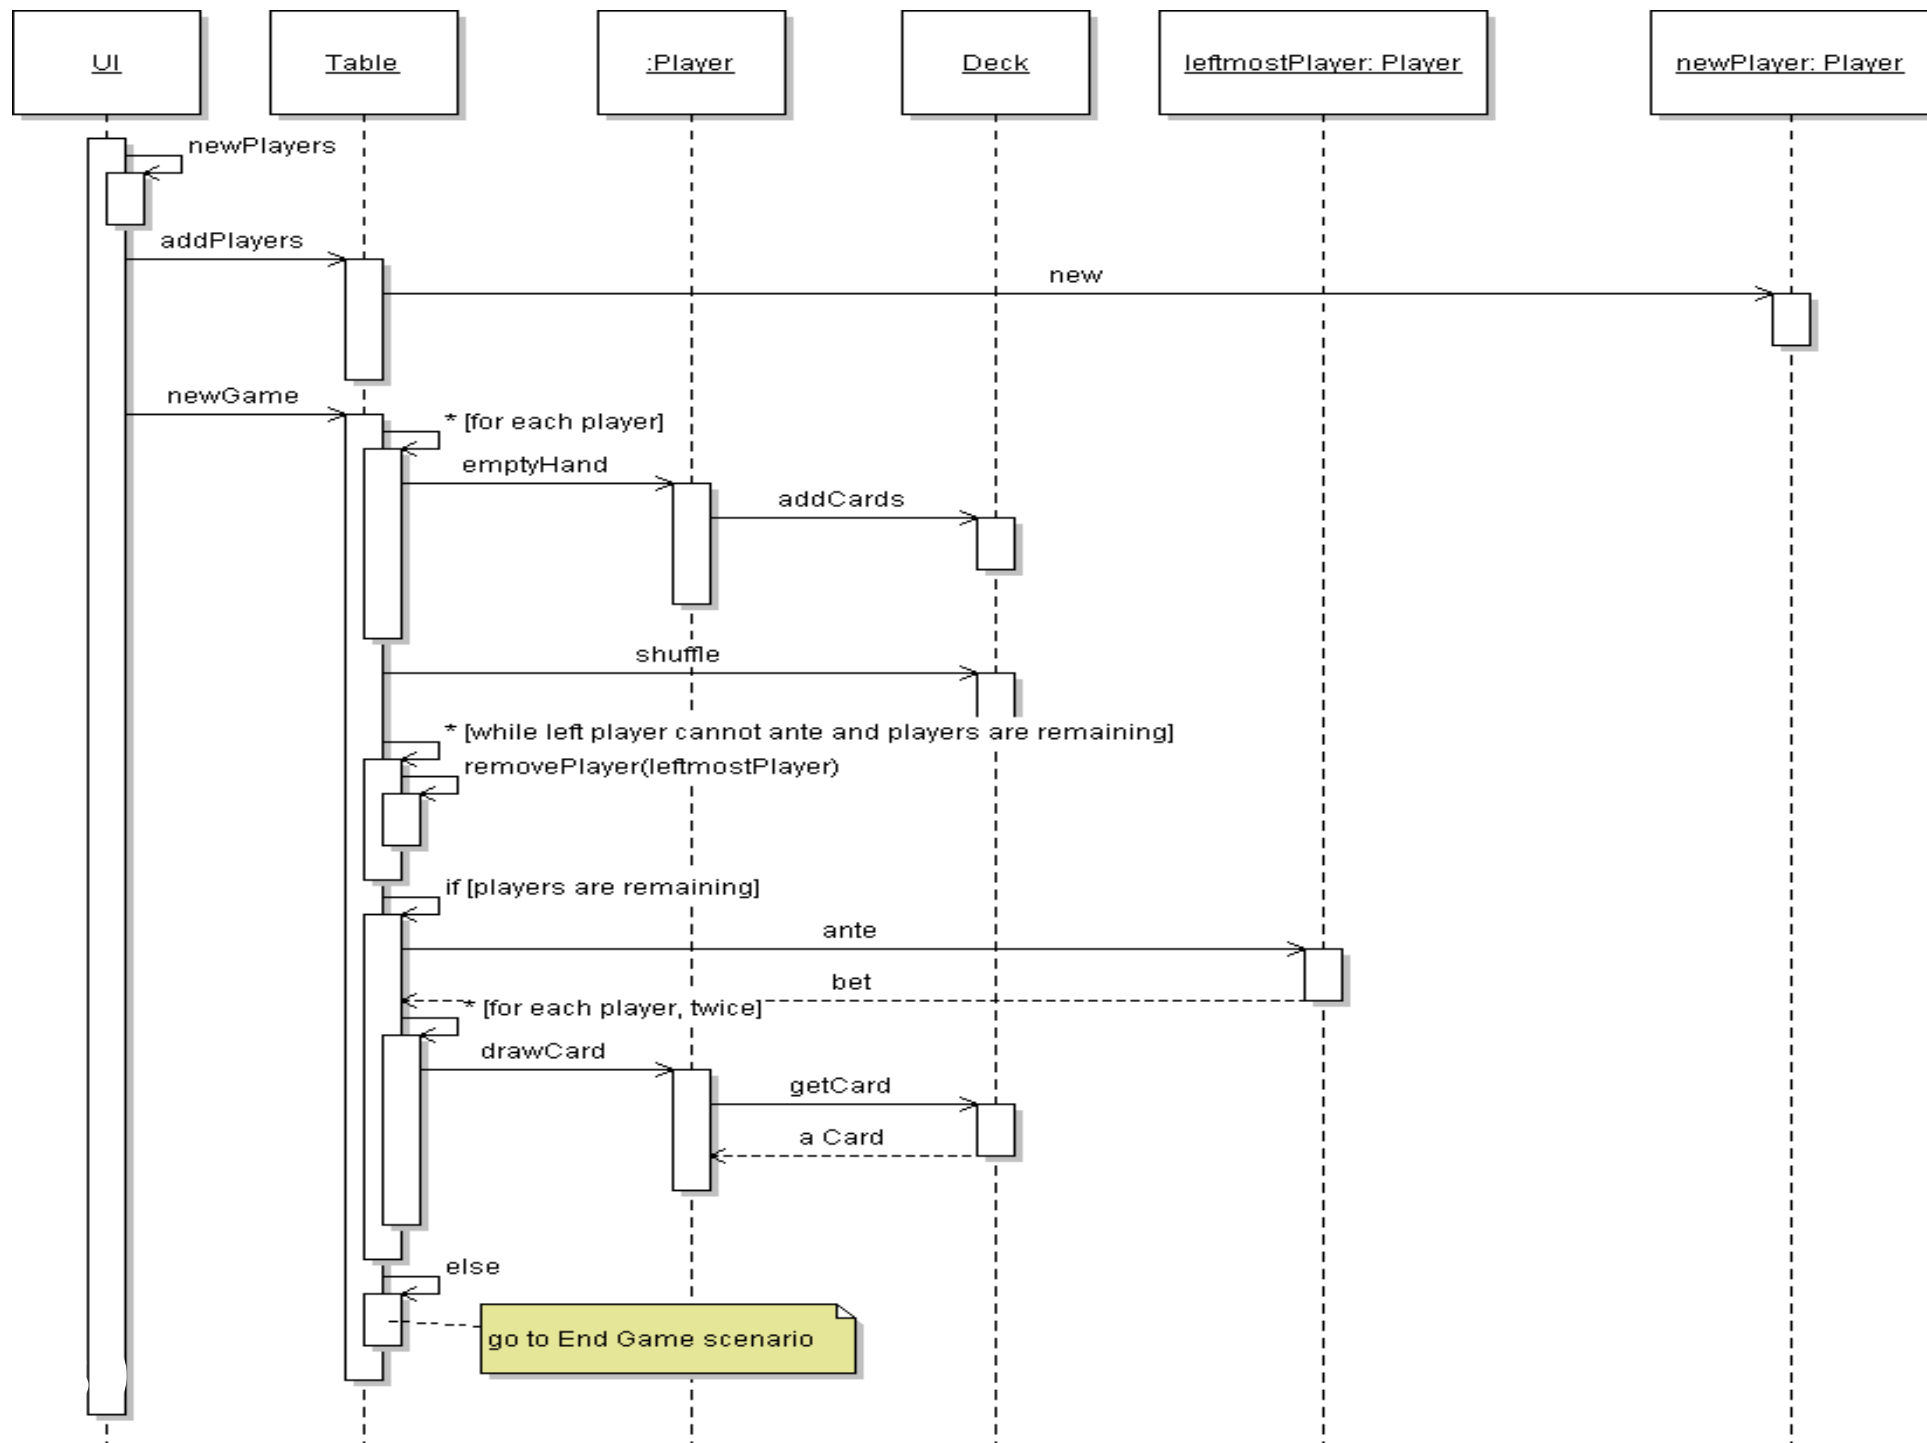 UI
Table
:Player
Deck
leftmostPlayer: Player
newPlayer: Player
newPlayers
addPlayers
new
newGame
* [for each player]
emptyHand
addCards
shuffle
* [while left player cannot ante and players are remaining]
removePlayer(leftmostPlayer)
if [players are remaining]
ante
bet
* [for each player, twice]
drawCard
getCard
a Card
else
go to End Game scenario